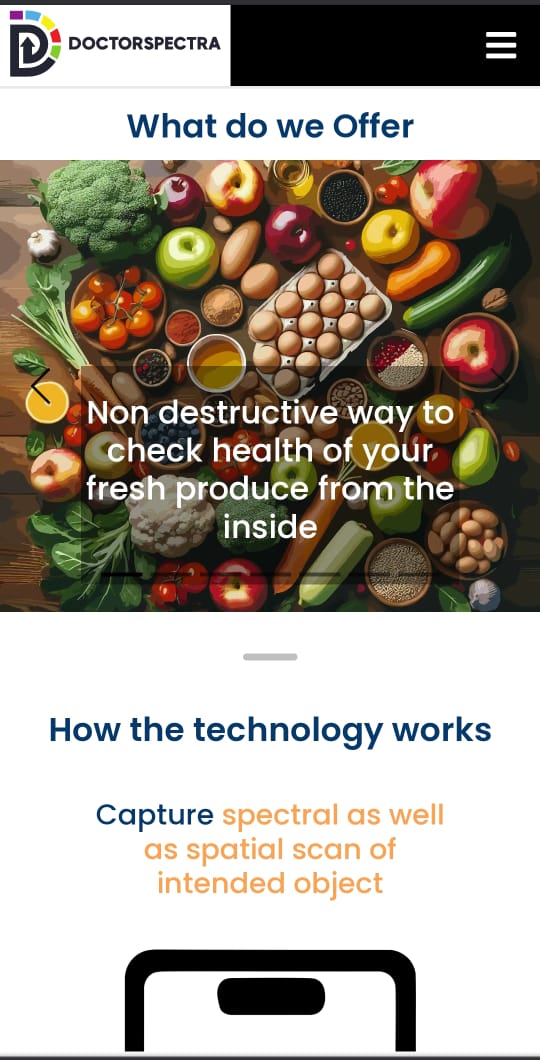 DOCTORSPECTRA
What do we Offer
Non destructive way to
check health of your
fresh produce from the
inside
How the technology works
Capture spectral as well
as spatial scan of
intended object